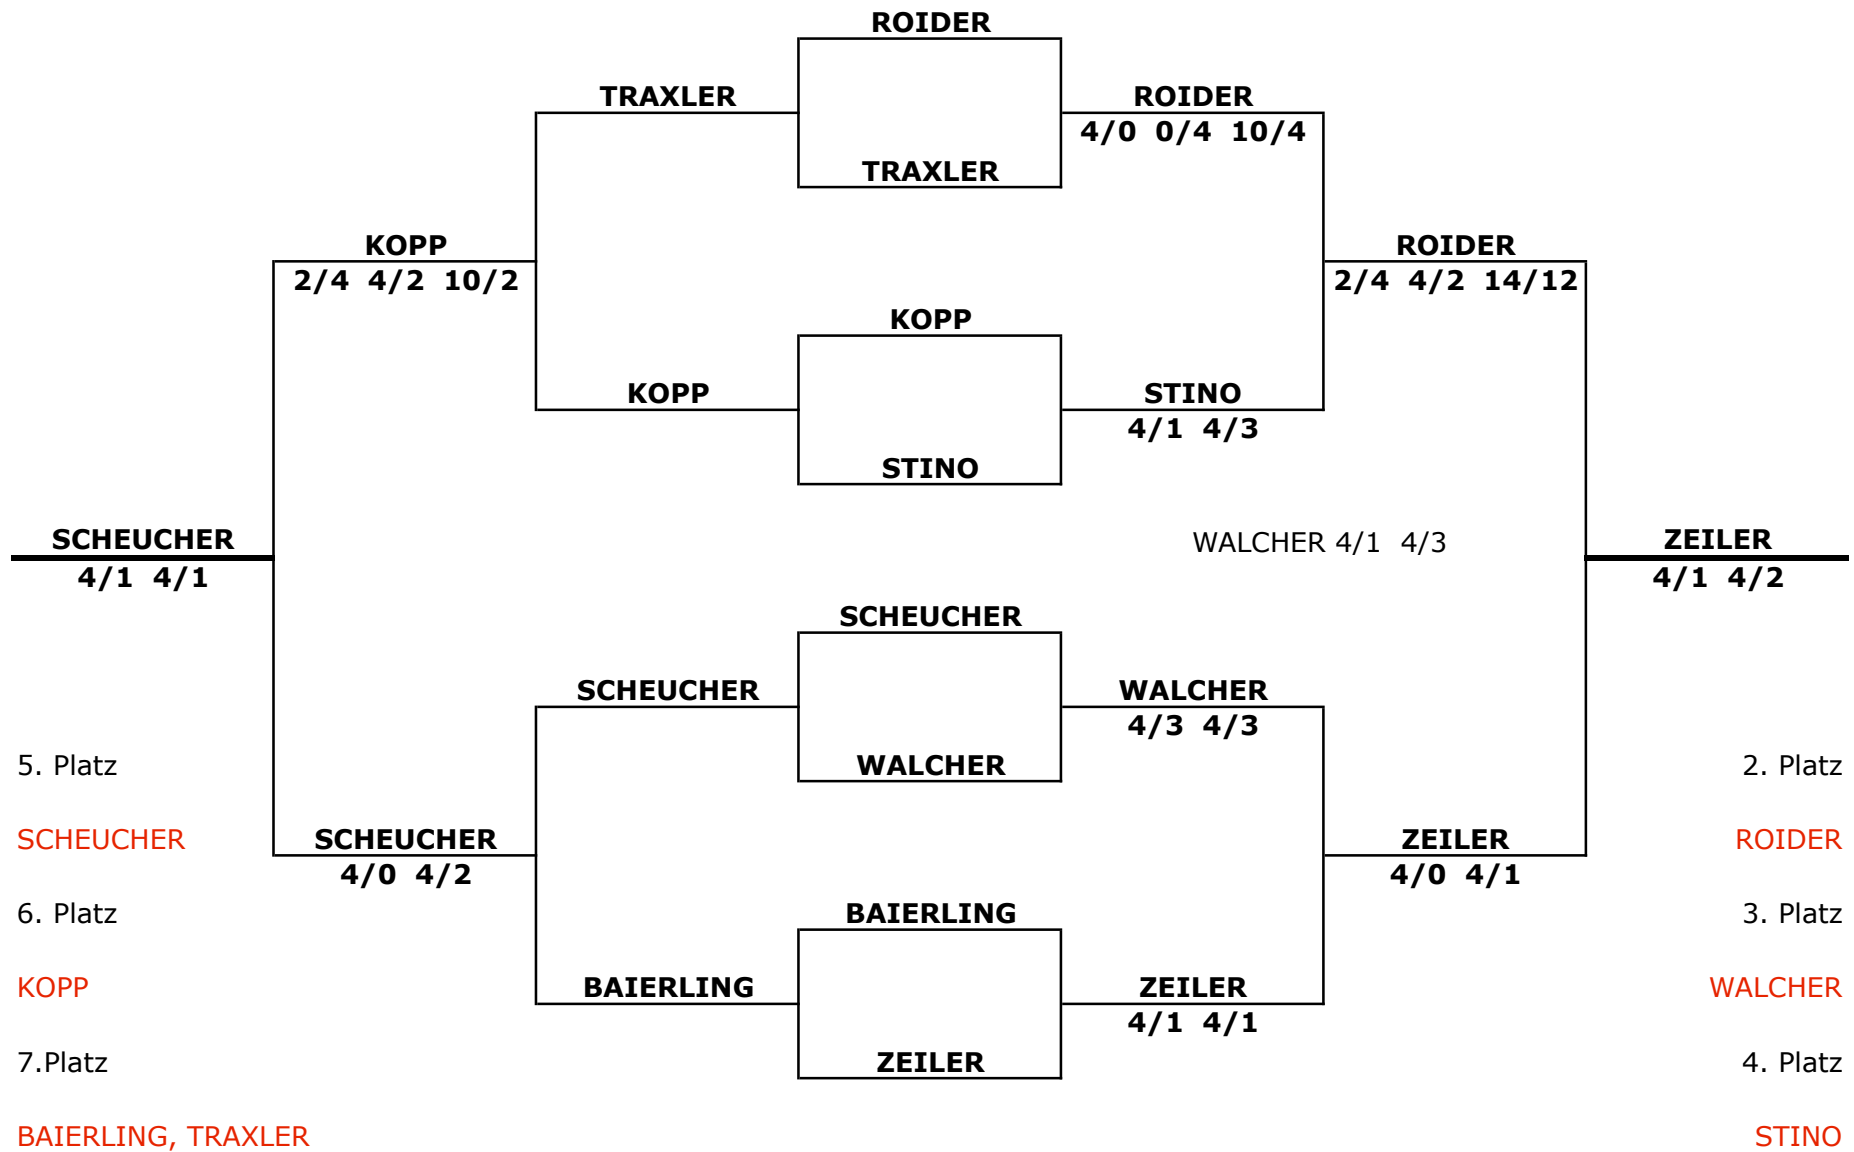 ROIDER
TRAXLER ROIDER
4/0 0/4 10/4
TRAXLER
KOPP ROIDER
2/4 4/2 10/2 2/4 4/2 14/12
KOPP
KOPP STINO
4/1 4/3
STINO
SCHEUCHER WALCHER 4/1 4/3 ZEILER
4/1 4/1 4/1 4/2
SCHEUCHER
SCHEUCHER WALCHER
4/3 4/3
5. Platz WALCHER 2. Platz
SCHEUCHER SCHEUCHER ZEILER ROIDER
4/0 4/2 4/0 4/1
6. Platz BAIERLING 3. Platz
KOPP BAIERLING ZEILER WALCHER
4/1 4/1
7.Platz ZEILER 4. Platz
BAIERLING, TRAXLER STINO